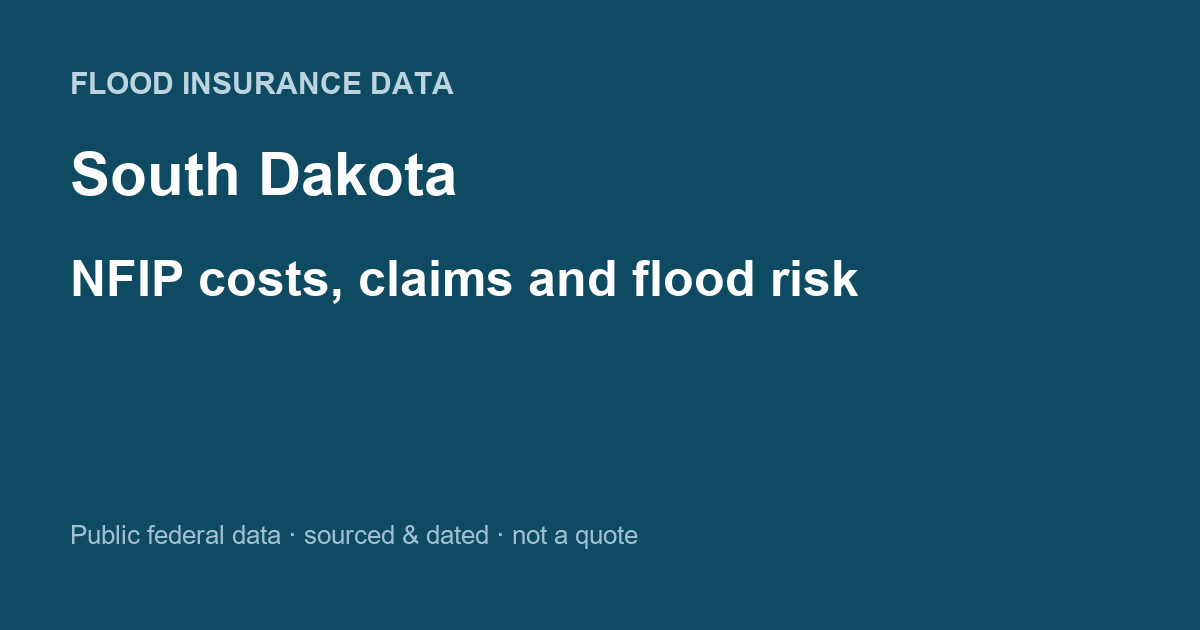 FLOOD INSURANCE DATA
South Dakota
NFIP costs, claims and flood risk
Public federal data · sourced & dated · not a quote